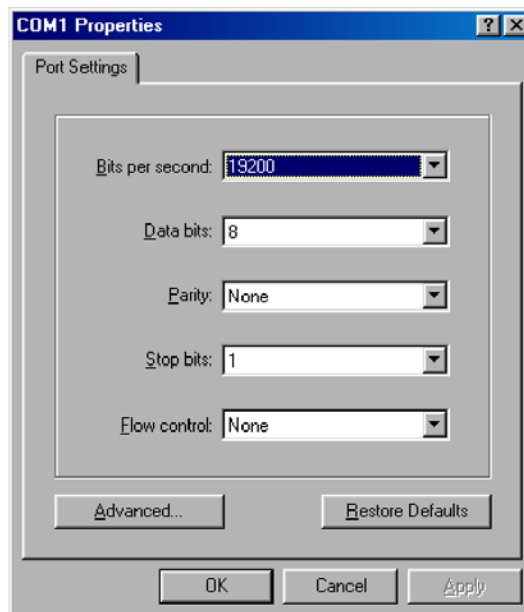 COM1 Properties
Port Settings
Bits per second: 19200
Data bits: 8
Parity: None
Stop bits: 1
Flow control: None
Advanced... Restore Defaults
OK Cancel Apply